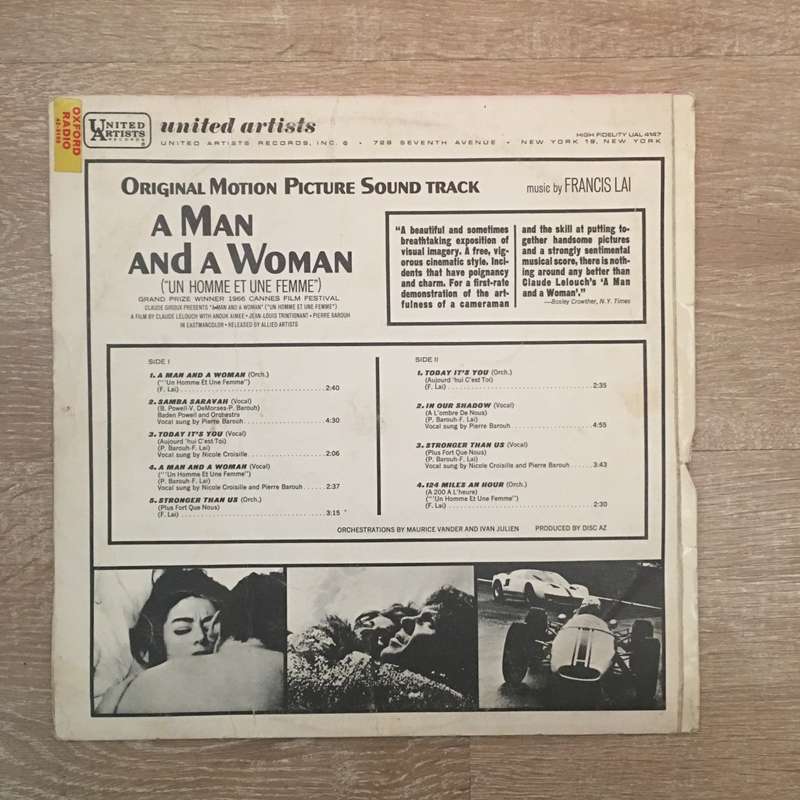 OXFORD
RADIO
UNITED
ARTISTS
RECORDS
united artists
UNITED ARTISTS RECORDS, INC. • 729 SEVENTH AVENUE • NEW YORK 19, NEW YORK
HIGH FIDELITY UAL 4147
ORIGINAL MOTION PICTURE SOUND TRACK
music by FRANCIS LAI
A MAN
AND A WOMAN
("UN HOMME ET UNE FEMME")
GRAND PRIZE WINNER 1966 CANNES FILM FESTIVAL
CLAUDE GIROUX PRESENTS "A MAN AND A WOMAN" ("UN HOMME ET UNE FEMME")
A FILM BY CLAUDE LELOUCH WITH ANOUK AIMEE • JEAN-LOUIS TRINTIGNANT • PIERRE BAROUH
IN EASTMANCOLOR • RELEASED BY ALLIED ARTISTS
"A beautiful and sometimes
breathtaking exposition of
visual imagery. A free, vig-
orous cinematic style. Inci-
dents that have poignancy
and charm. For a first-rate
demonstration of the art-
fulness of a cameraman
and the skill at putting to-
gether handsome pictures
and a strongly sentimental
musical score, there is noth-
ing around any better than
Claude Lelouch's 'A Man
and a Woman'."
—Bosley Crowther, N.Y. Times
SIDE I
1. A MAN AND A WOMAN (Orch.)
("'Un Homme Et Une Femme'")
(F. Lai) 2:40
2. SAMBA SARAVAH (Vocal)
(B. Powell-V. DeMoraes-P. Barouh)
Baden Powell and Orchestre
Vocal sung by Pierre Barouh 4:30
3. TODAY IT'S YOU (Vocal)
(Aujourd 'hui C'est Toi)
(P. Barouh-F. Lai)
Vocal sung by Nicole Croisille 2:06
4. A MAN AND A WOMAN (Vocal)
("'Un Homme Et Une Femme'")
(P. Barouh-F. Lai)
Vocal sung by Nicole Croisille and Pierre Barouh 2:37
5. STRONGER THAN US (Orch.)
(Plus Fort Que Nous)
(F. Lai) 3:15
SIDE II
1. TODAY IT'S YOU (Orch.)
(Aujourd 'hui C'est Toi)
(F. Lai) 2:35
2. IN OUR SHADOW (Vocal)
(A L'ombre De Nous)
(P. Barouh-F. Lai)
Vocal sung by Pierre Barouh 4:55
3. STRONGER THAN US (Vocal)
(Plus Fort Que Nous)
(P. Barouh-F. Lai)
Vocal sung by Nicole Croisille and Pierre Barouh 3:43
4. 124 MILES AN HOUR (Orch.)
(A 200 A L'heure)
("'Un Homme Et Une Femme'")
(F. Lai) 2:30
ORCHESTRATIONS BY MAURICE VANDER AND IVAN JULIEN PRODUCED BY DISC AZ